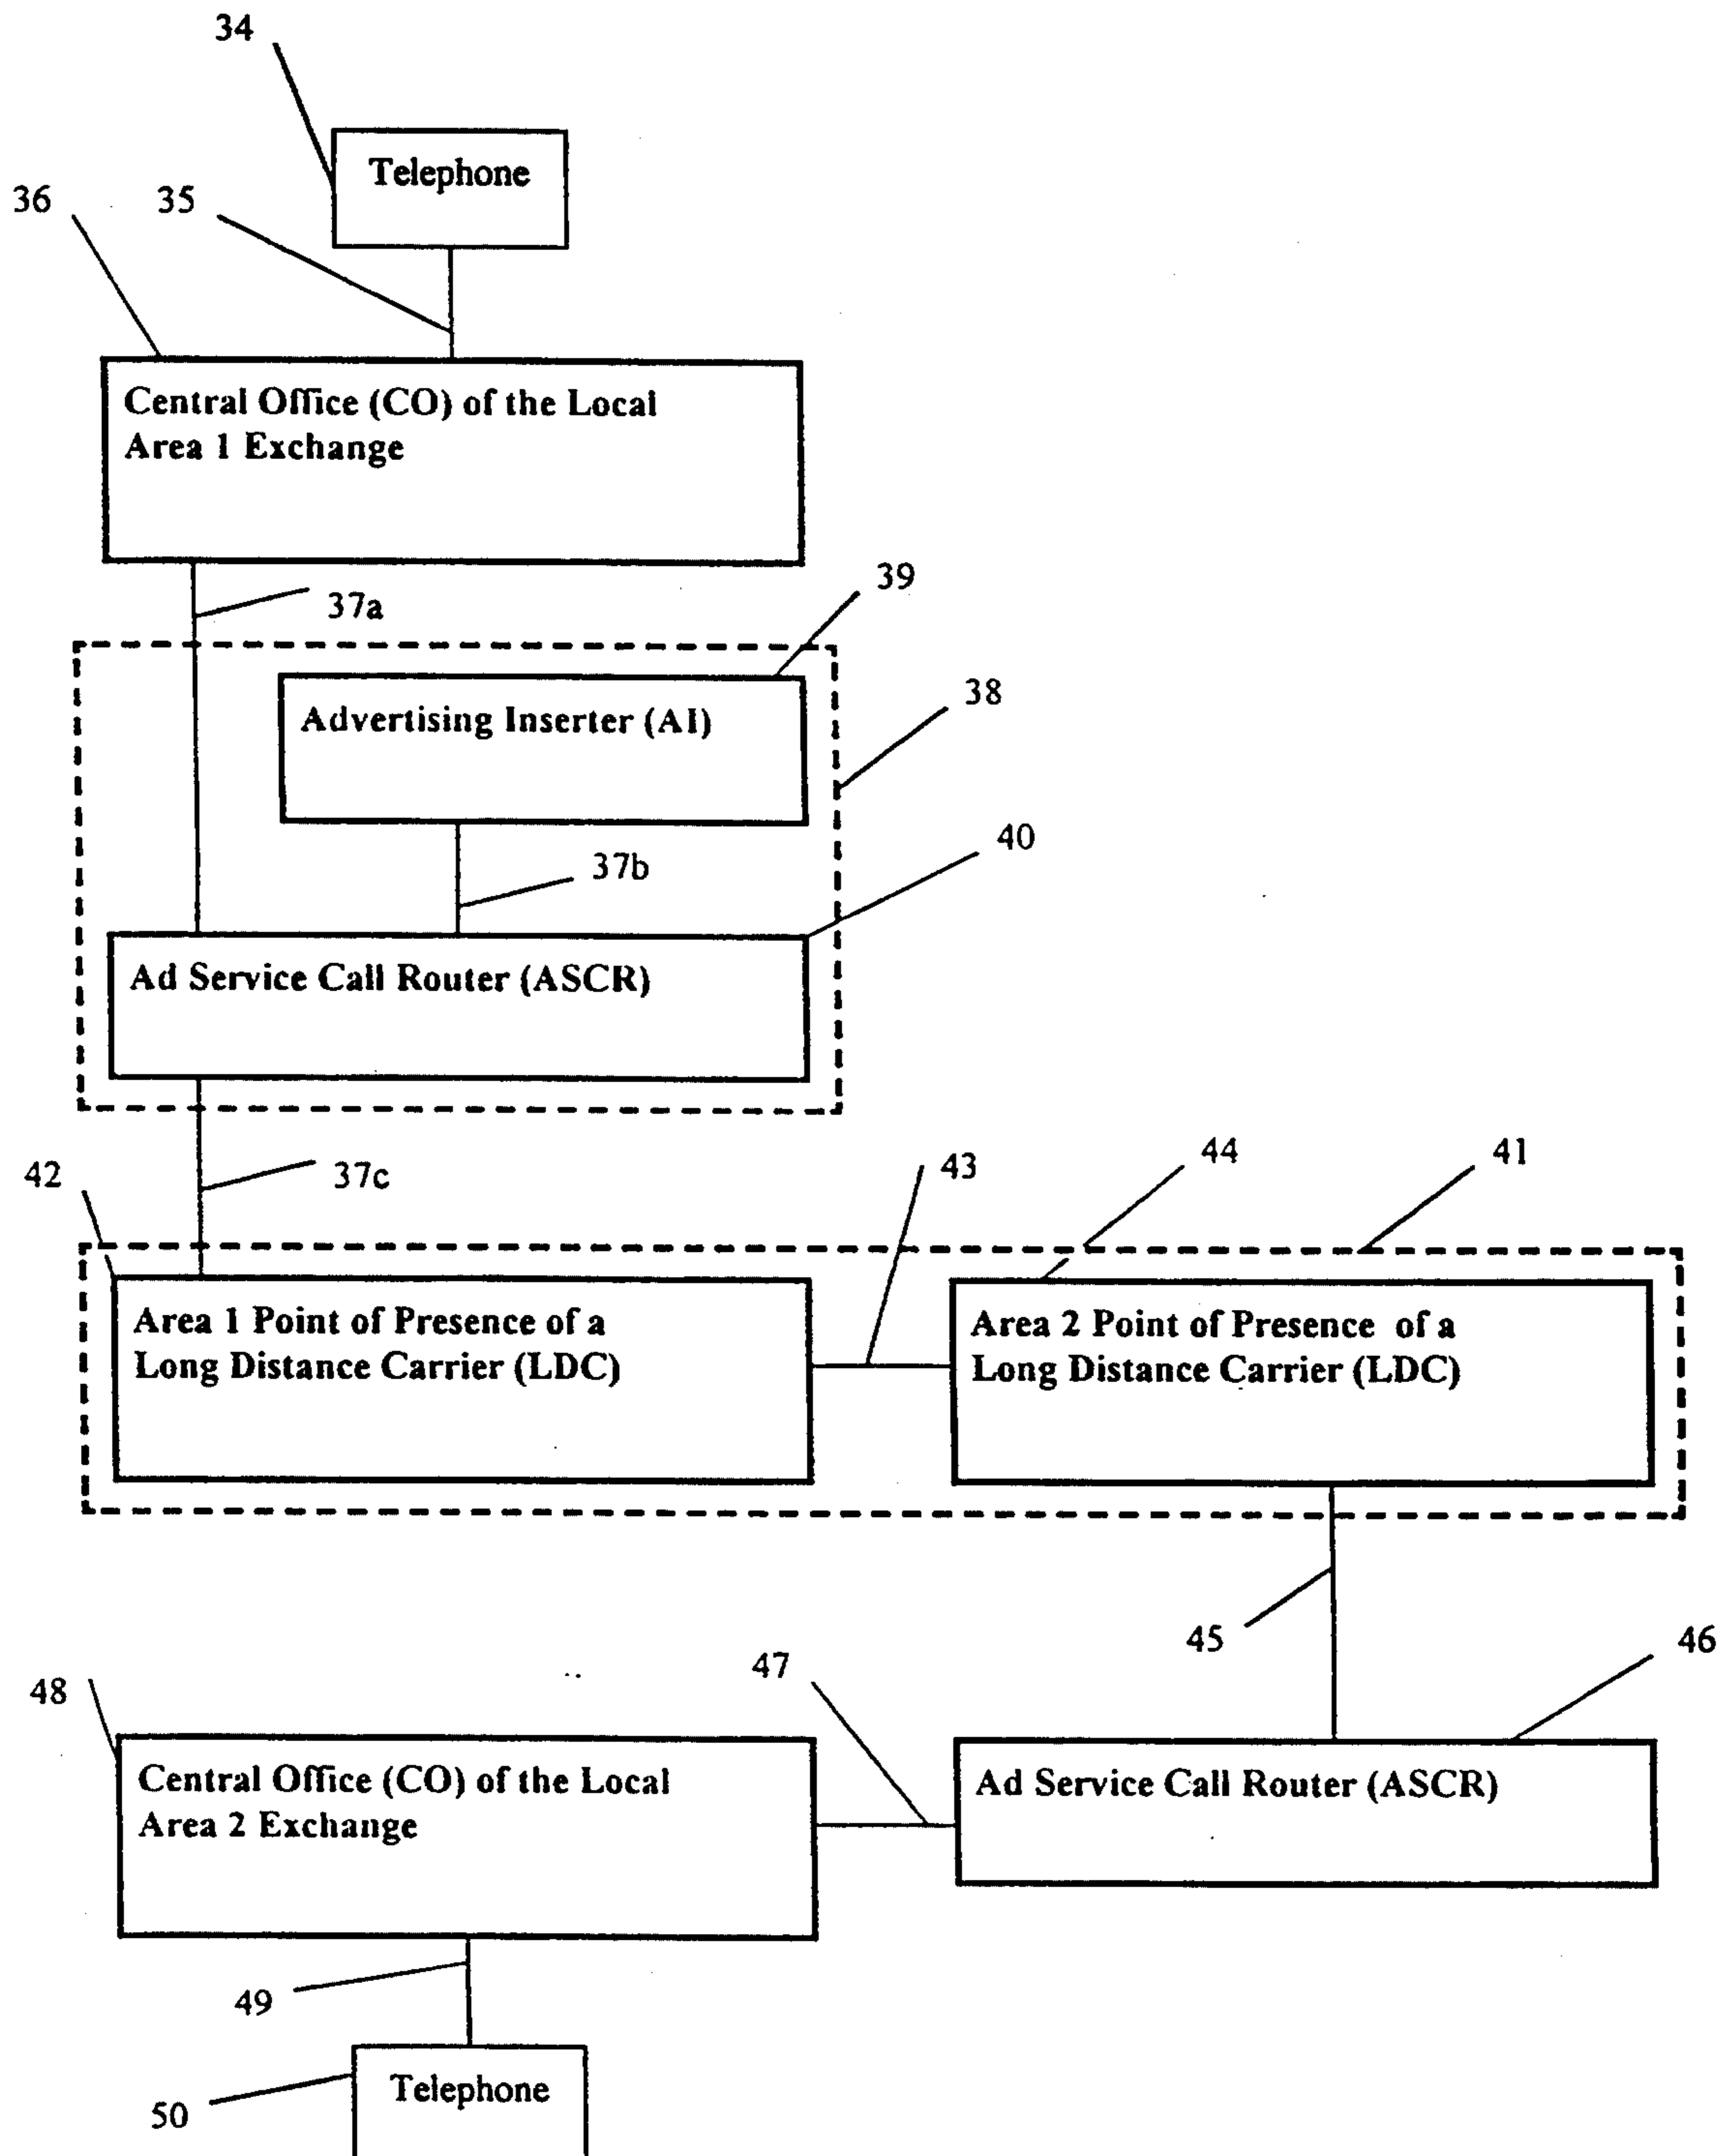 34
Telephone
36
35
Central Office (CO) of the Local
Area 1 Exchange
37a
39
Advertising Inserter (AI)
38
37b
40
Ad Service Call Router (ASCR)
42
37c
43
44
41
Area 1 Point of Presence of a
Long Distance Carrier (LDC)
Area 2 Point of Presence of a
Long Distance Carrier (LDC)
45
46
47
48
Central Office (CO) of the Local
Area 2 Exchange
Ad Service Call Router (ASCR)
49
Telephone
50